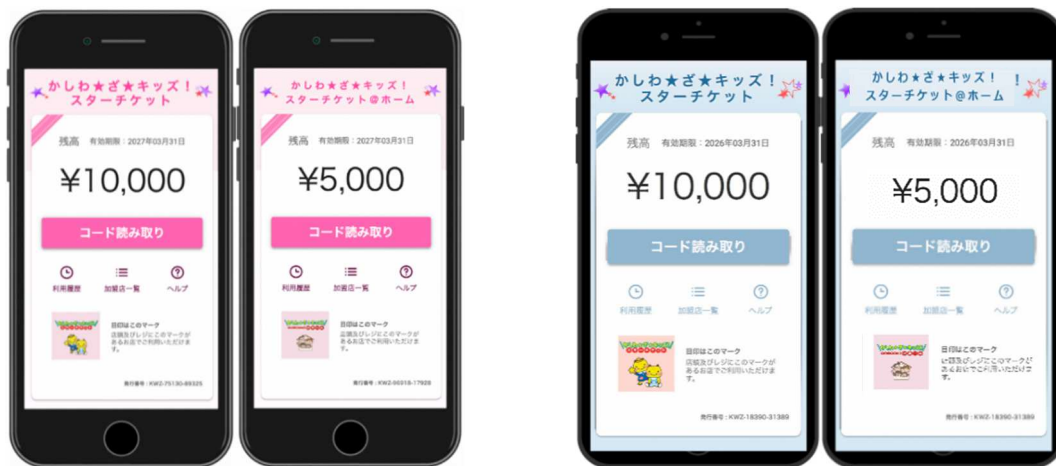 かしわ★ざ★キッズ！
スターチケット
残高 有効期限：2027年03月31日
¥10,000
コード読み取り
利用履歴 加盟店一覧 ヘルプ
目印はこのマーク
店舗及びレジにこのマークが
あるお店でご利用いただけま
す。
かしわ★ざ★キッズ！
スターチケット@ホーム
残高 有効期限：2027年03月31日
¥5,000
コード読み取り
利用履歴 加盟店一覧 ヘルプ
目印はこのマーク
店舗及びレジにこのマークが
あるお店でご利用いただけま
す。
かしわ★ざ★キッズ！
スターチケット
残高 有効期限：2026年03月31日
¥10,000
コード読み取り
利用履歴 加盟店一覧 ヘルプ
目印はこのマーク
店舗及びレジにこのマークが
あるお店でご利用いただけま
す。
発行番号：KWZ-18390-31389
かしわ★ざ★キッズ！ ！
スターチケット@ホーム
残高 有効期限：2026年03月31日
¥5,000
コード読み取り
利用履歴 加盟店一覧 ヘルプ
目印はこのマーク
店舗及びレジにこのマークが
あるお店でご利用いただけま
す。
発行番号：KWZ-18390-31389